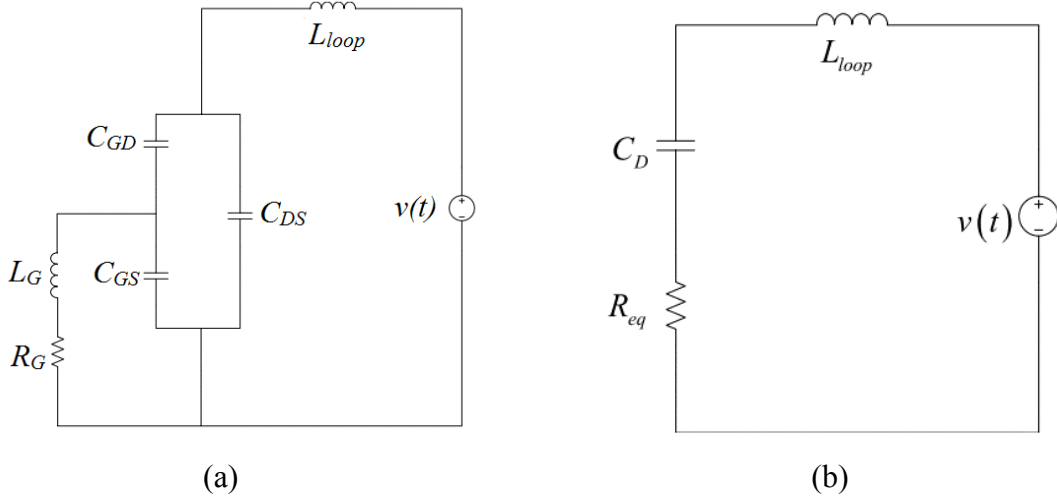 L_loop
C_GD
C_DS
v(t)
L_G
C_GS
R_G
(a)
L_loop
C_D
v(t)
R_eq
(b)